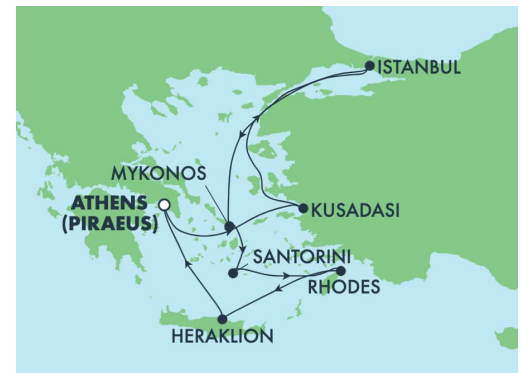 ISTANBUL
MYKONOS
ATHENS
(PIRAEUS)
KUSADASI
SANTORINI
RHODES
HERAKLION